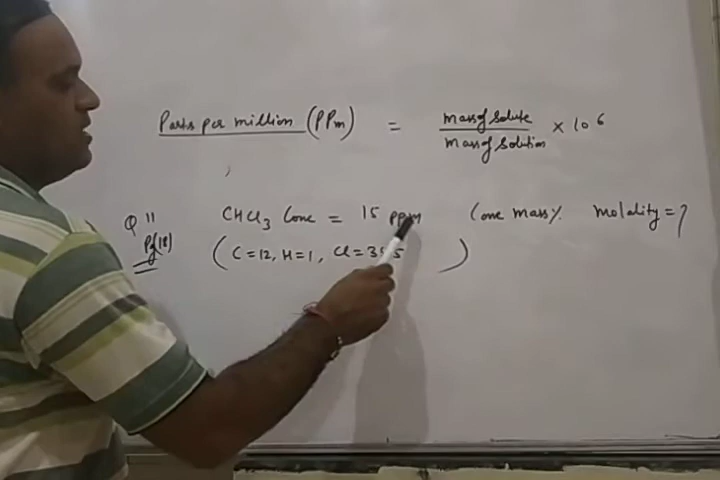 Parts per million (PPm) = mass of solute / mass of solution × 10⁶
Q 11 CHCl₃ Conc = 15 ppm Conc mass % molality = ?
Pg(18) ( C = 12, H = 1, Cl = 35.5 )